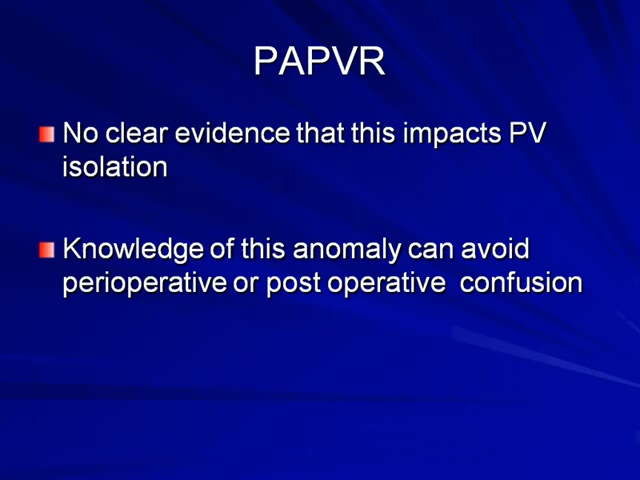 PAPVR
No clear evidence that this impacts PV
isolation
Knowledge of this anomaly can avoid
perioperative or post operative  confusion